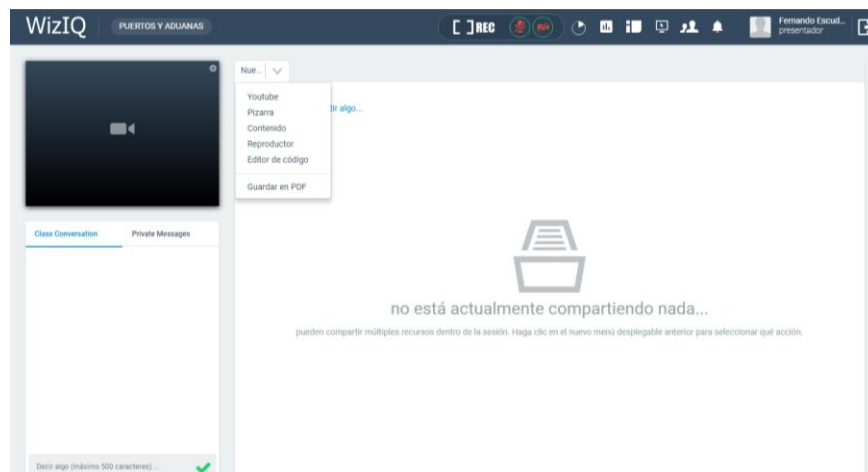 WizIQ
PUERTOS Y ADUANAS
[ ]REC
Fernando Escud...
presentador
Nue...
Youtube
Pizarra
Contenido
Reproductor
Editor de código
Guardar en PDF
tir algo...
Class Conversation
Private Messages
no está actualmente compartiendo nada...
pueden compartir múltiples recursos dentro de la sesión. Haga clic en el nuevo menú desplegable anterior para seleccionar qué acción.
Decir algo (máximo 500 caracteres)...